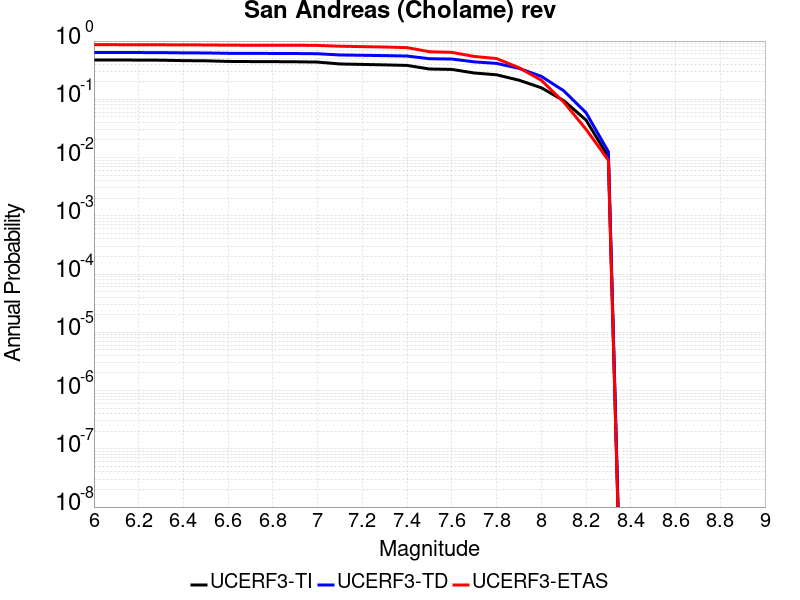 San Andreas (Cholame) rev
10^0
10^-1
10^-2
10^-3
10^-4
10^-5
10^-6
10^-7
10^-8
Annual Probability
6 6.2 6.4 6.6 6.8 7 7.2 7.4 7.6 7.8 8 8.2 8.4 8.6 8.8 9
Magnitude
UCERF3-TI UCERF3-TD UCERF3-ETAS